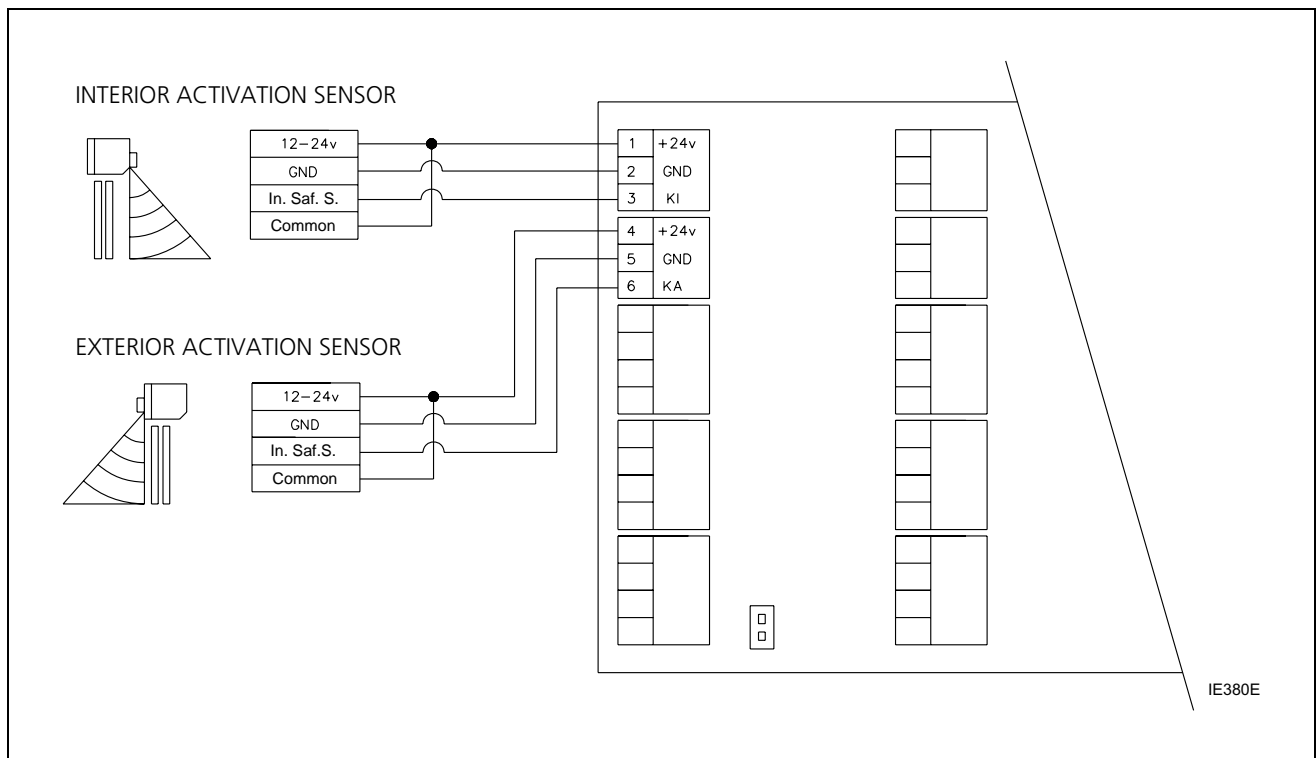 INTERIOR ACTIVATION SENSOR
12-24v
GND
In. Saf. S.
Common
1 +24v
2 GND
3 KI
4 +24v
5 GND
6 KA
EXTERIOR ACTIVATION SENSOR
12-24v
GND
In. Saf.S.
Common
IE380E